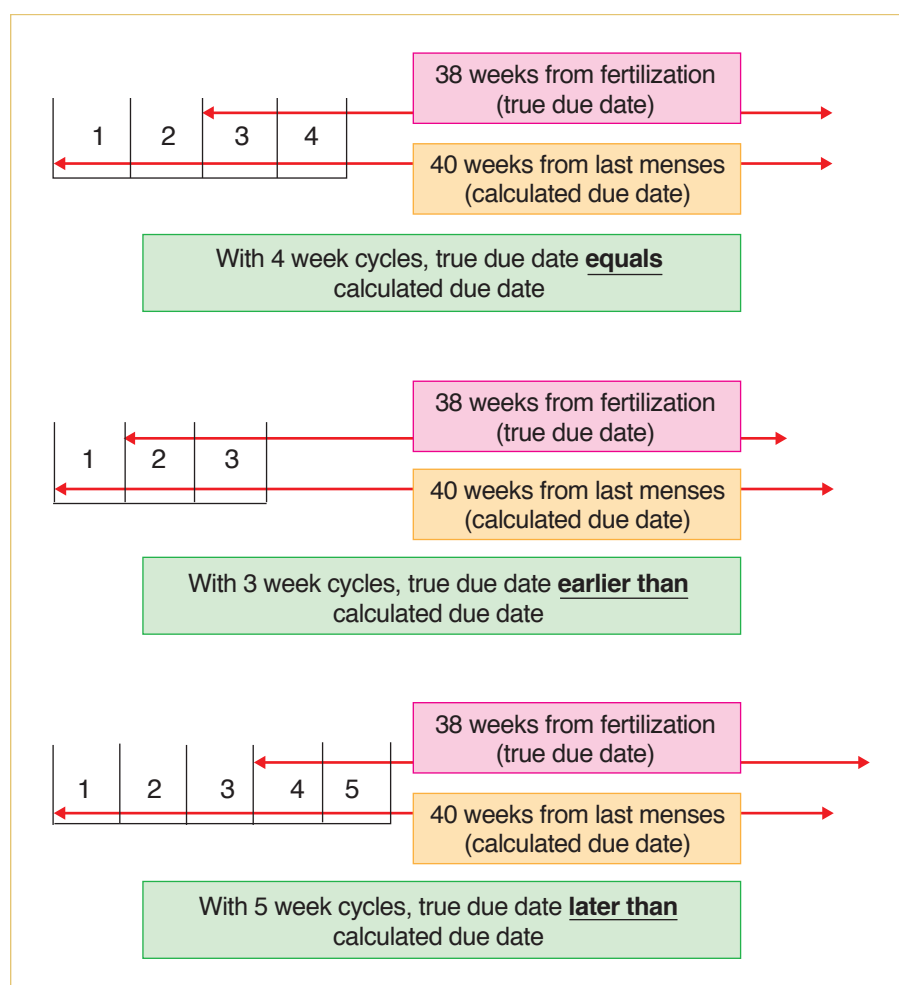 38 weeks from fertilization
(true due date)
1 2 3 4
40 weeks from last menses
(calculated due date)
With 4 week cycles, true due date equals
calculated due date
38 weeks from fertilization
(true due date)
1 2 3
40 weeks from last menses
(calculated due date)
With 3 week cycles, true due date earlier than
calculated due date
38 weeks from fertilization
(true due date)
1 2 3 4 5
40 weeks from last menses
(calculated due date)
With 5 week cycles, true due date later than
calculated due date